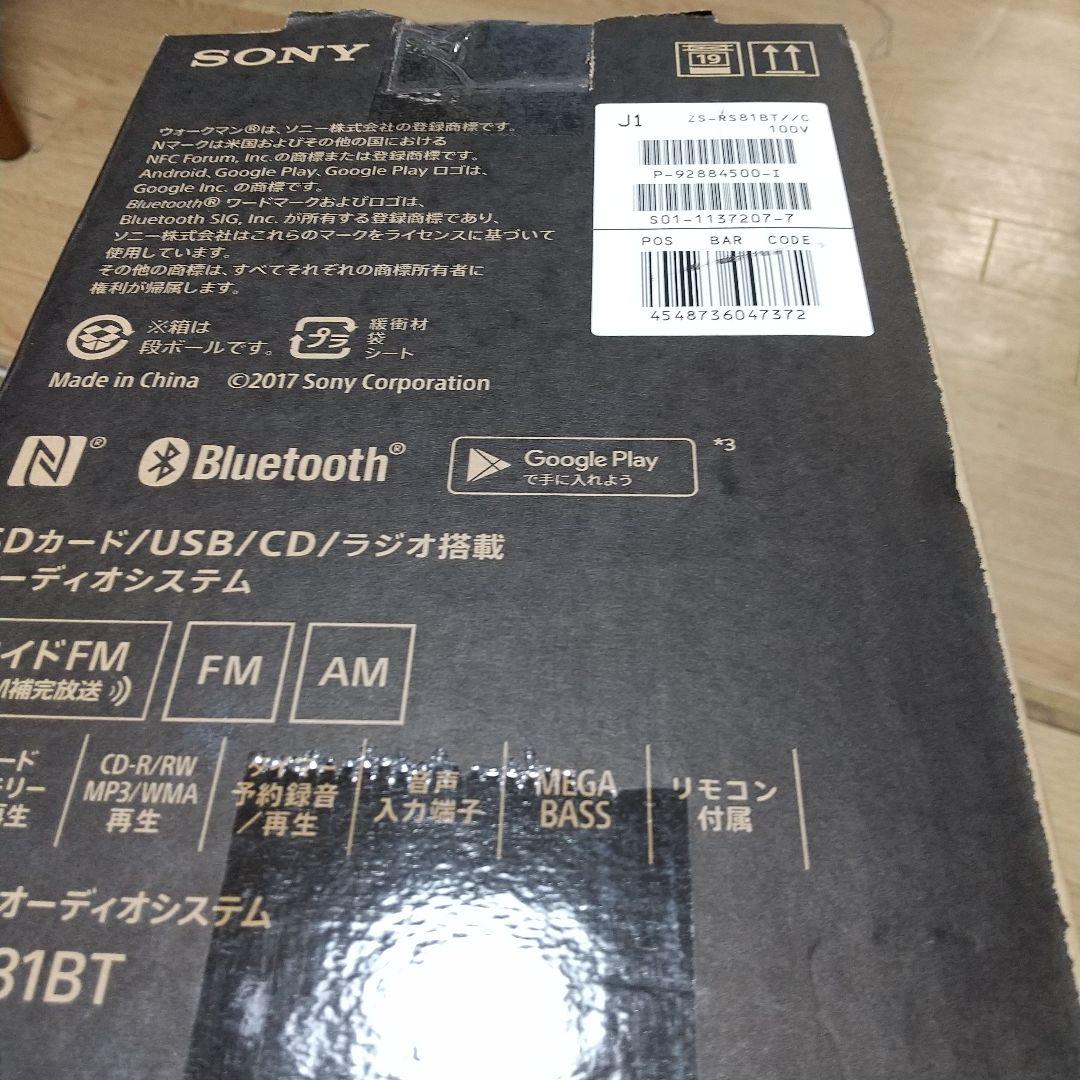 SONY
19
J1 ZS-RS81BT//C
100V
P-92884500-I
S01-1137207-7
POS BAR CODE
4548736047372
ウォークマン®は、ソニー株式会社の登録商標です。
Nマークは米国およびその他の国における
NFC Forum, Inc.の商標または登録商標です。
Android、Google Play、Google Play ロゴは、
Google Inc. の商標です。
Bluetooth® ワードマークおよびロゴは、
Bluetooth SIG, Inc. が所有する登録商標であり、
ソニー株式会社はこれらのマークをライセンスに基づいて
使用しています。
その他の商標は、すべてそれぞれの商標所有者に
権利が帰属します。
※箱は
段ボールです。
プラ
緩衝材
袋
シート
Made in China ©2017 Sony Corporation
N® Bluetooth®
Google Play
で手に入れよう
*3
SDカード/USB/CD/ラジオ搭載
ーディオシステム
イドFM
M補完放送
FM
AM
ード
リー
生
CD-R/RW
MP3/WMA
再生
タイマー
予約録音
/再生
音声
入力端子
MEGA
BASS
リモコン
付属
オーディオシステム
81BT